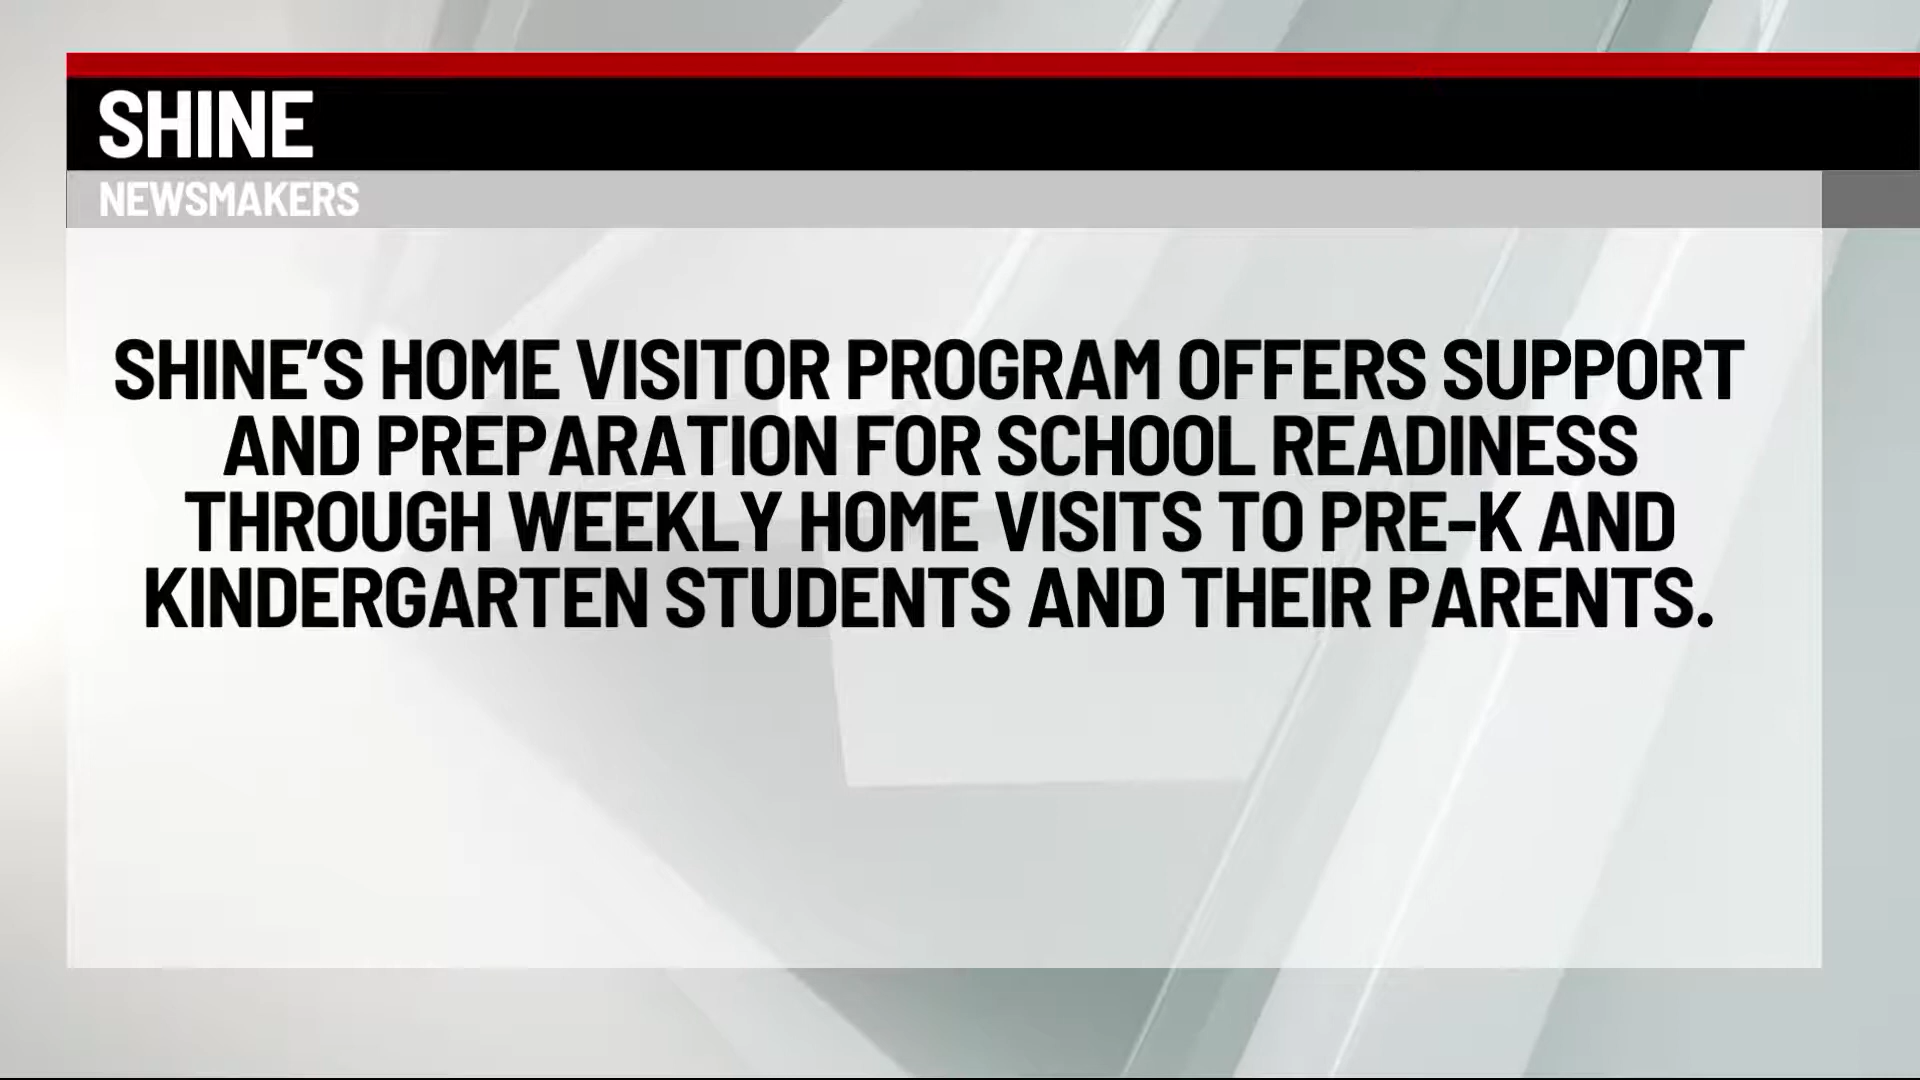 SHINE
NEWSMAKERS
SHINE'S HOME VISITOR PROGRAM OFFERS SUPPORT
AND PREPARATION FOR SCHOOL READINESS
THROUGH WEEKLY HOME VISITS TO PRE-K AND
KINDERGARTEN STUDENTS AND THEIR PARENTS.